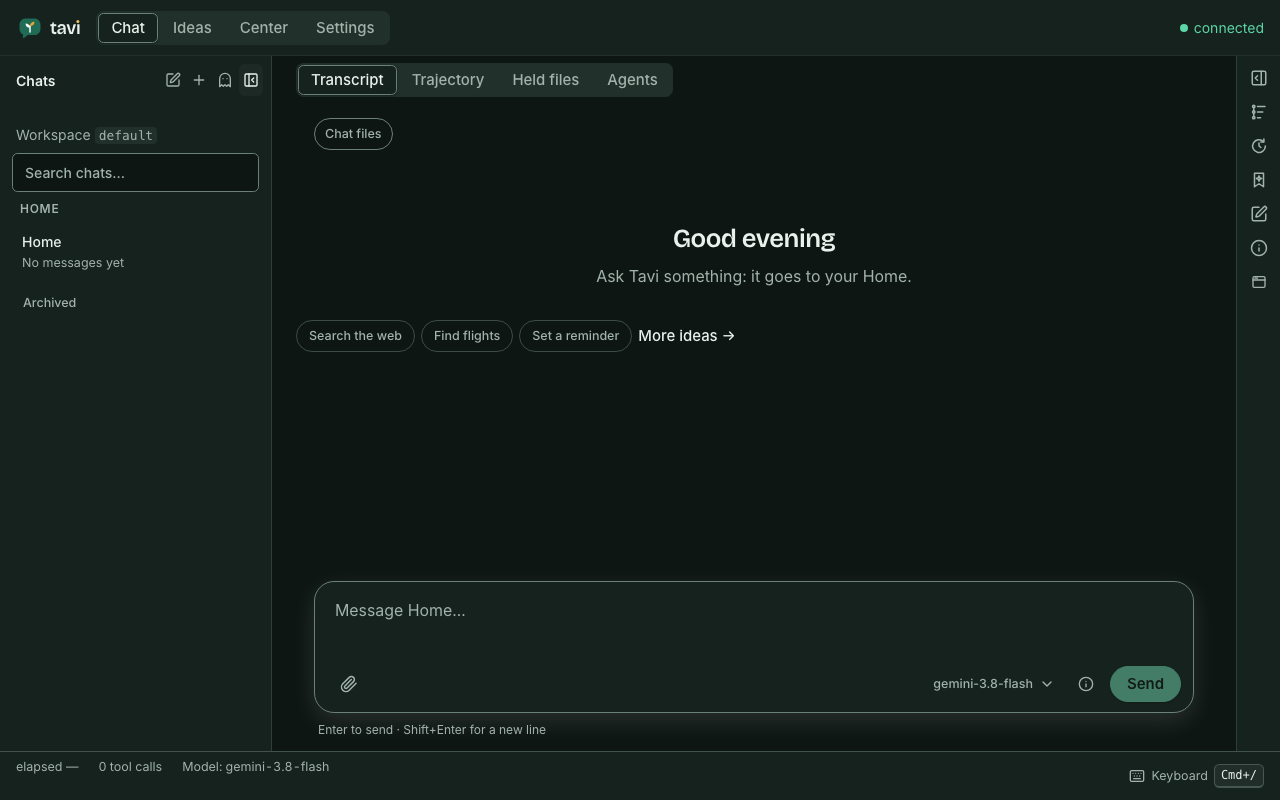 tavi
Chat Ideas Center Settings
connected
Chats
Workspace default
Search chats...
HOME
Home
No messages yet
Archived
Transcript Trajectory Held files Agents
Chat files
Good evening
Ask Tavi something: it goes to your Home.
Search the web Find flights Set a reminder More ideas →
Message Home...
gemini-3.8-flash Send
Enter to send · Shift+Enter for a new line
elapsed — 0 tool calls Model: gemini-3.8-flash
Keyboard Cmd+/